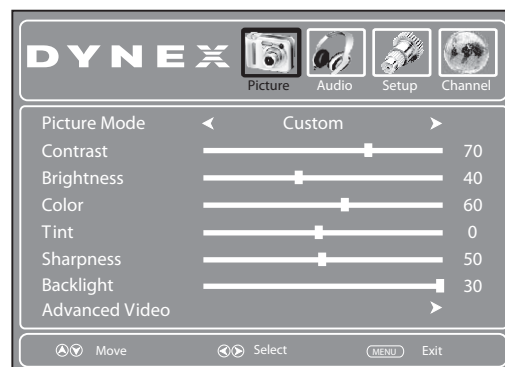 DYNEX
Picture Audio Setup Channel
Picture Mode Custom
Contrast 70
Brightness 40
Color 60
Tint 0
Sharpness 50
Backlight 30
Advanced Video
Move Select MENU Exit